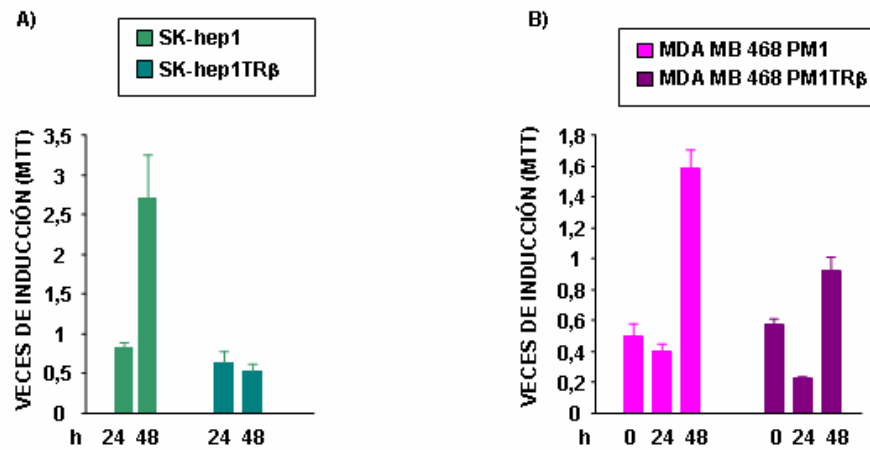 A)
SK-hep1
SK-hep1TRβ
VECES DE INDUCCIÓN (MTT)
3,5
3
2,5
2
1,5
1
0,5
0
h 24 48 24 48
B)
MDA MB 468 PM1
MDA MB 468 PM1TRβ
VECES DE INDUCCIÓN (MTT)
1,8
1,6
1,4
1,2
1
0,8
0,6
0,4
0,2
0
h 0 24 48 0 24 48